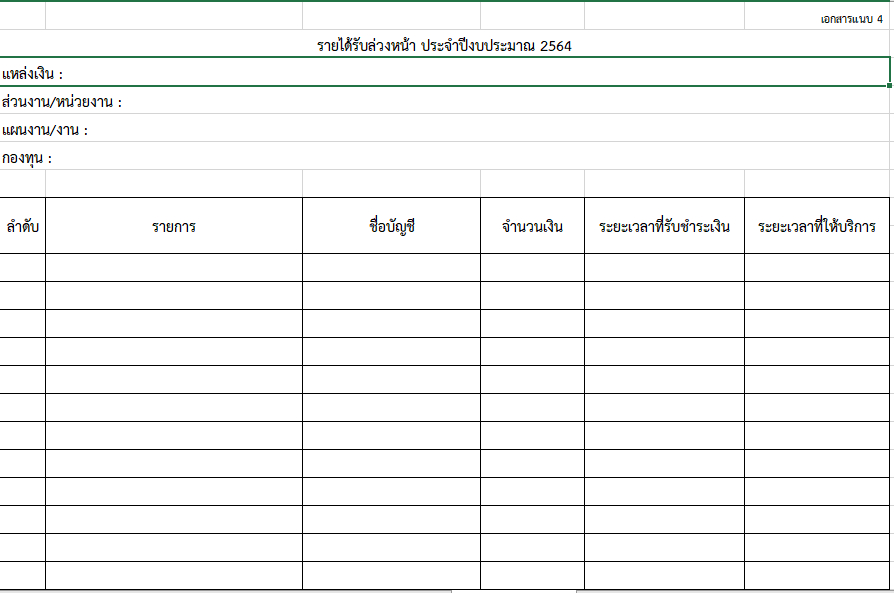 เอกสารแนบ 4
รายได้รับล่วงหน้า ประจำปีงบประมาณ 2564
แหล่งเงิน :
ส่วนงาน/หน่วยงาน :
แผนงาน/งาน :
กองทุน :
ลำดับ รายการ ชื่อบัญชี จำนวนเงิน ระยะเวลาที่รับชำระเงิน ระยะเวลาที่ให้บริการ